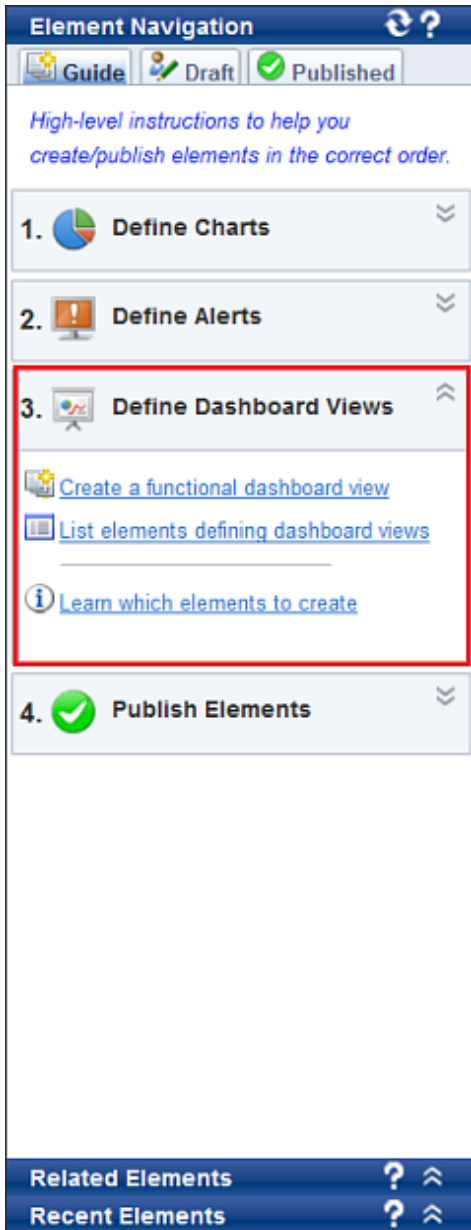 Element Navigation ?
Guide Draft Published
High-level instructions to help you
create/publish elements in the correct order.
1. Define Charts
2. Define Alerts
3. Define Dashboard Views
Create a functional dashboard view
List elements defining dashboard views
Learn which elements to create
4. Publish Elements
Related Elements ?
Recent Elements ?